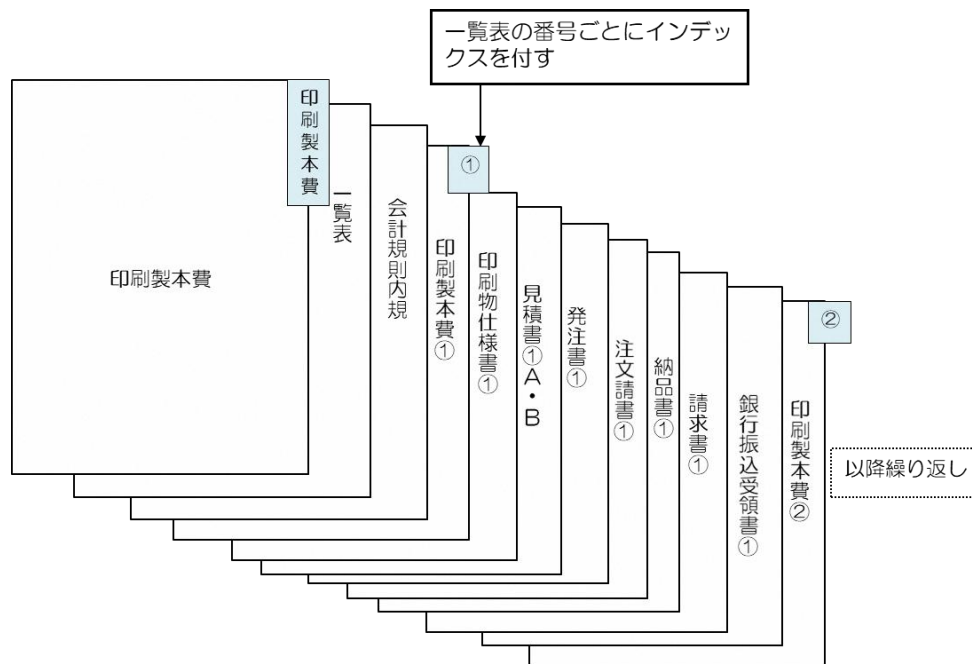 一覧表の番号ごとにインデッ
クスを付す
印刷製本費
印刷製本費
一覧表
会計規則内規
印刷製本費①
①
印刷物仕様書①
見積書①A・B
発注書①
注文請書①
納品書①
請求書①
銀行振込受領書①
印刷製本費②
②
以降繰り返し